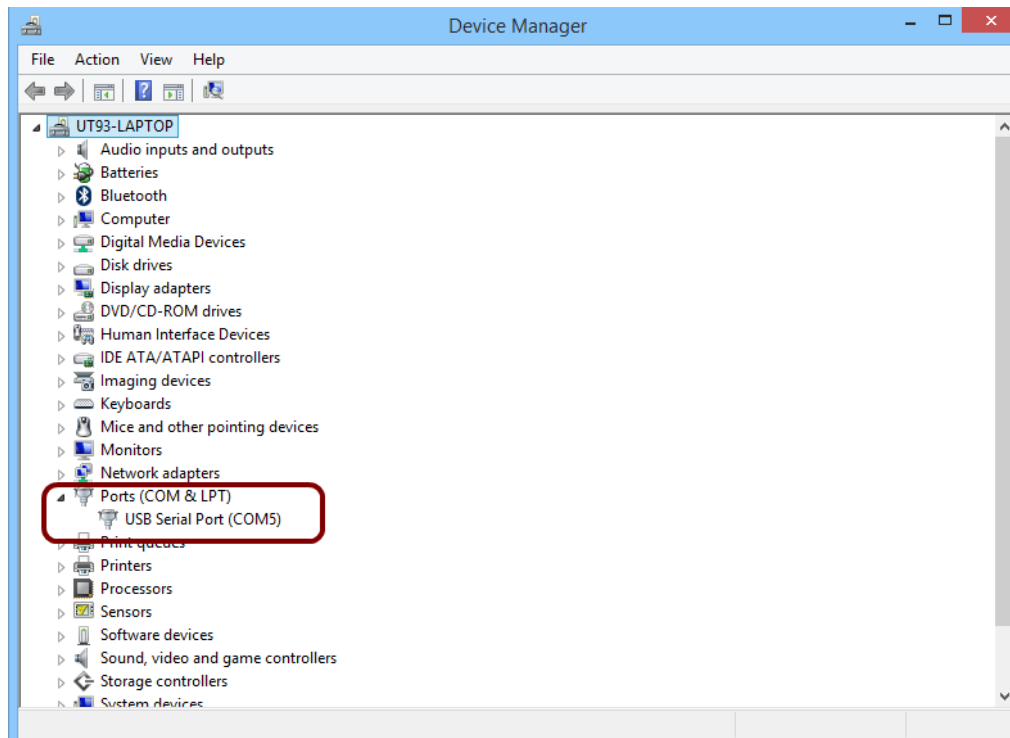 Device Manager
File Action View Help
UT93-LAPTOP
Audio inputs and outputs
Batteries
Bluetooth
Computer
Digital Media Devices
Disk drives
Display adapters
DVD/CD-ROM drives
Human Interface Devices
IDE ATA/ATAPI controllers
Imaging devices
Keyboards
Mice and other pointing devices
Monitors
Network adapters
Ports (COM & LPT)
USB Serial Port (COM5)
Print queues
Printers
Processors
Sensors
Software devices
Sound, video and game controllers
Storage controllers
System devices